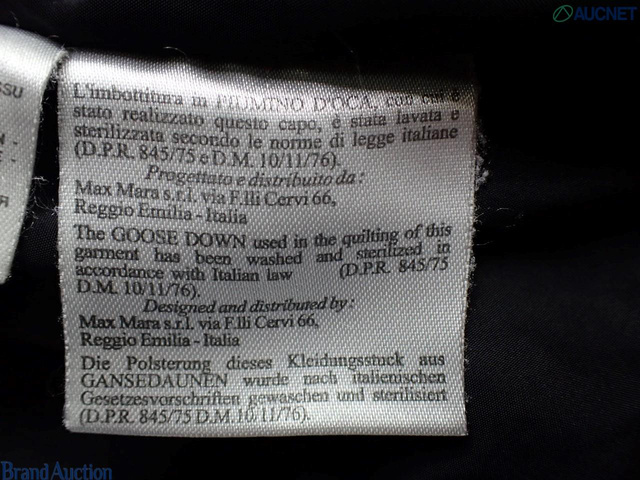 AUCNET
SSU
L'imbottitura in PIUMINO D'OCA, con cui è
stato realizzato questo capo, è stata lavata e
sterilizzata secondo le norme di legge italiane
(D.P.R. 845/75 e D.M. 10/11/76).
Progettato e distribuito da :
Max Mara s.r.l. via F.lli Cervi 66,
Reggio Emilia - Italia
The GOOSE DOWN used in the quilting of this
garment has been washed and sterilized in
accordance with Italian law (D.P.R. 845/75
D.M. 10/11/76).
Designed and distributed by :
Max Mara s.r.l. via F.lli Cervi 66,
Reggio Emilia - Italia
Die Polsterung dieses Kleidungsstuck aus
GANSEDAUNEN wurde nach italienischen
Gesetzesvorschriften gewaschen und sterilisiert
(D.P.R. 845/75 D.M. 10/11/76).
Brand Auction